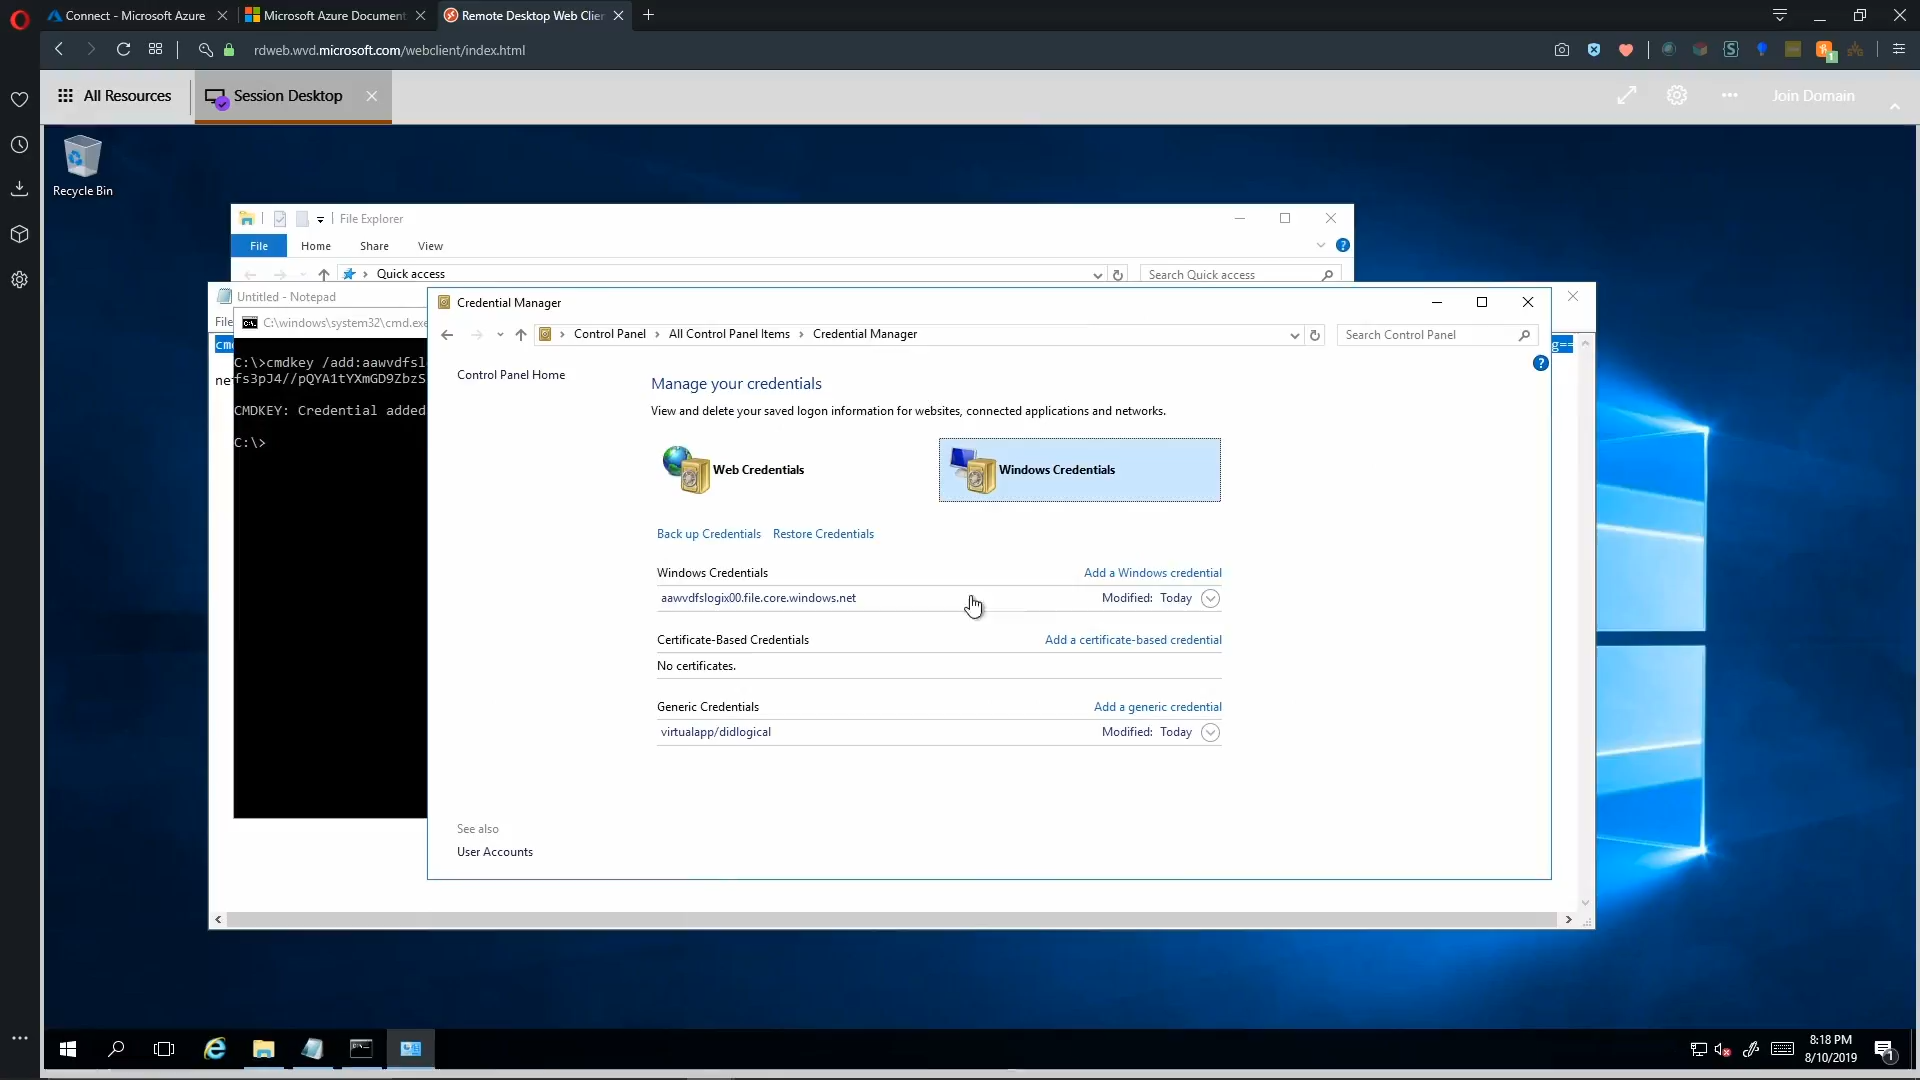 Connect - Microsoft Azure
Microsoft Azure Document
Remote Desktop Web Clie
rdweb.wvd.microsoft.com/webclient/index.html
All Resources
Session Desktop
Join Domain
Recycle Bin
File Explorer
File
Home
Share
View
Quick access
Search Quick access
Untitled - Notepad
File
C:\windows\system32\cmd.exe
g==
C:\>cmdkey /add:aawvdfsl
fs3pJ4//pQYA1tYXmGD9ZbzS
CMDKEY: Credential added
C:\>
Credential Manager
Control Panel
All Control Panel Items
Credential Manager
Search Control Panel
Control Panel Home
Manage your credentials
View and delete your saved logon information for websites, connected applications and networks.
Web Credentials
Windows Credentials
Back up Credentials
Restore Credentials
Windows Credentials
Add a Windows credential
aawvdfslogix00.file.core.windows.net
Modified: Today
Certificate-Based Credentials
Add a certificate-based credential
No certificates.
Generic Credentials
Add a generic credential
virtualapp/didlogical
Modified: Today
See also
User Accounts
8:18 PM
8/10/2019
1